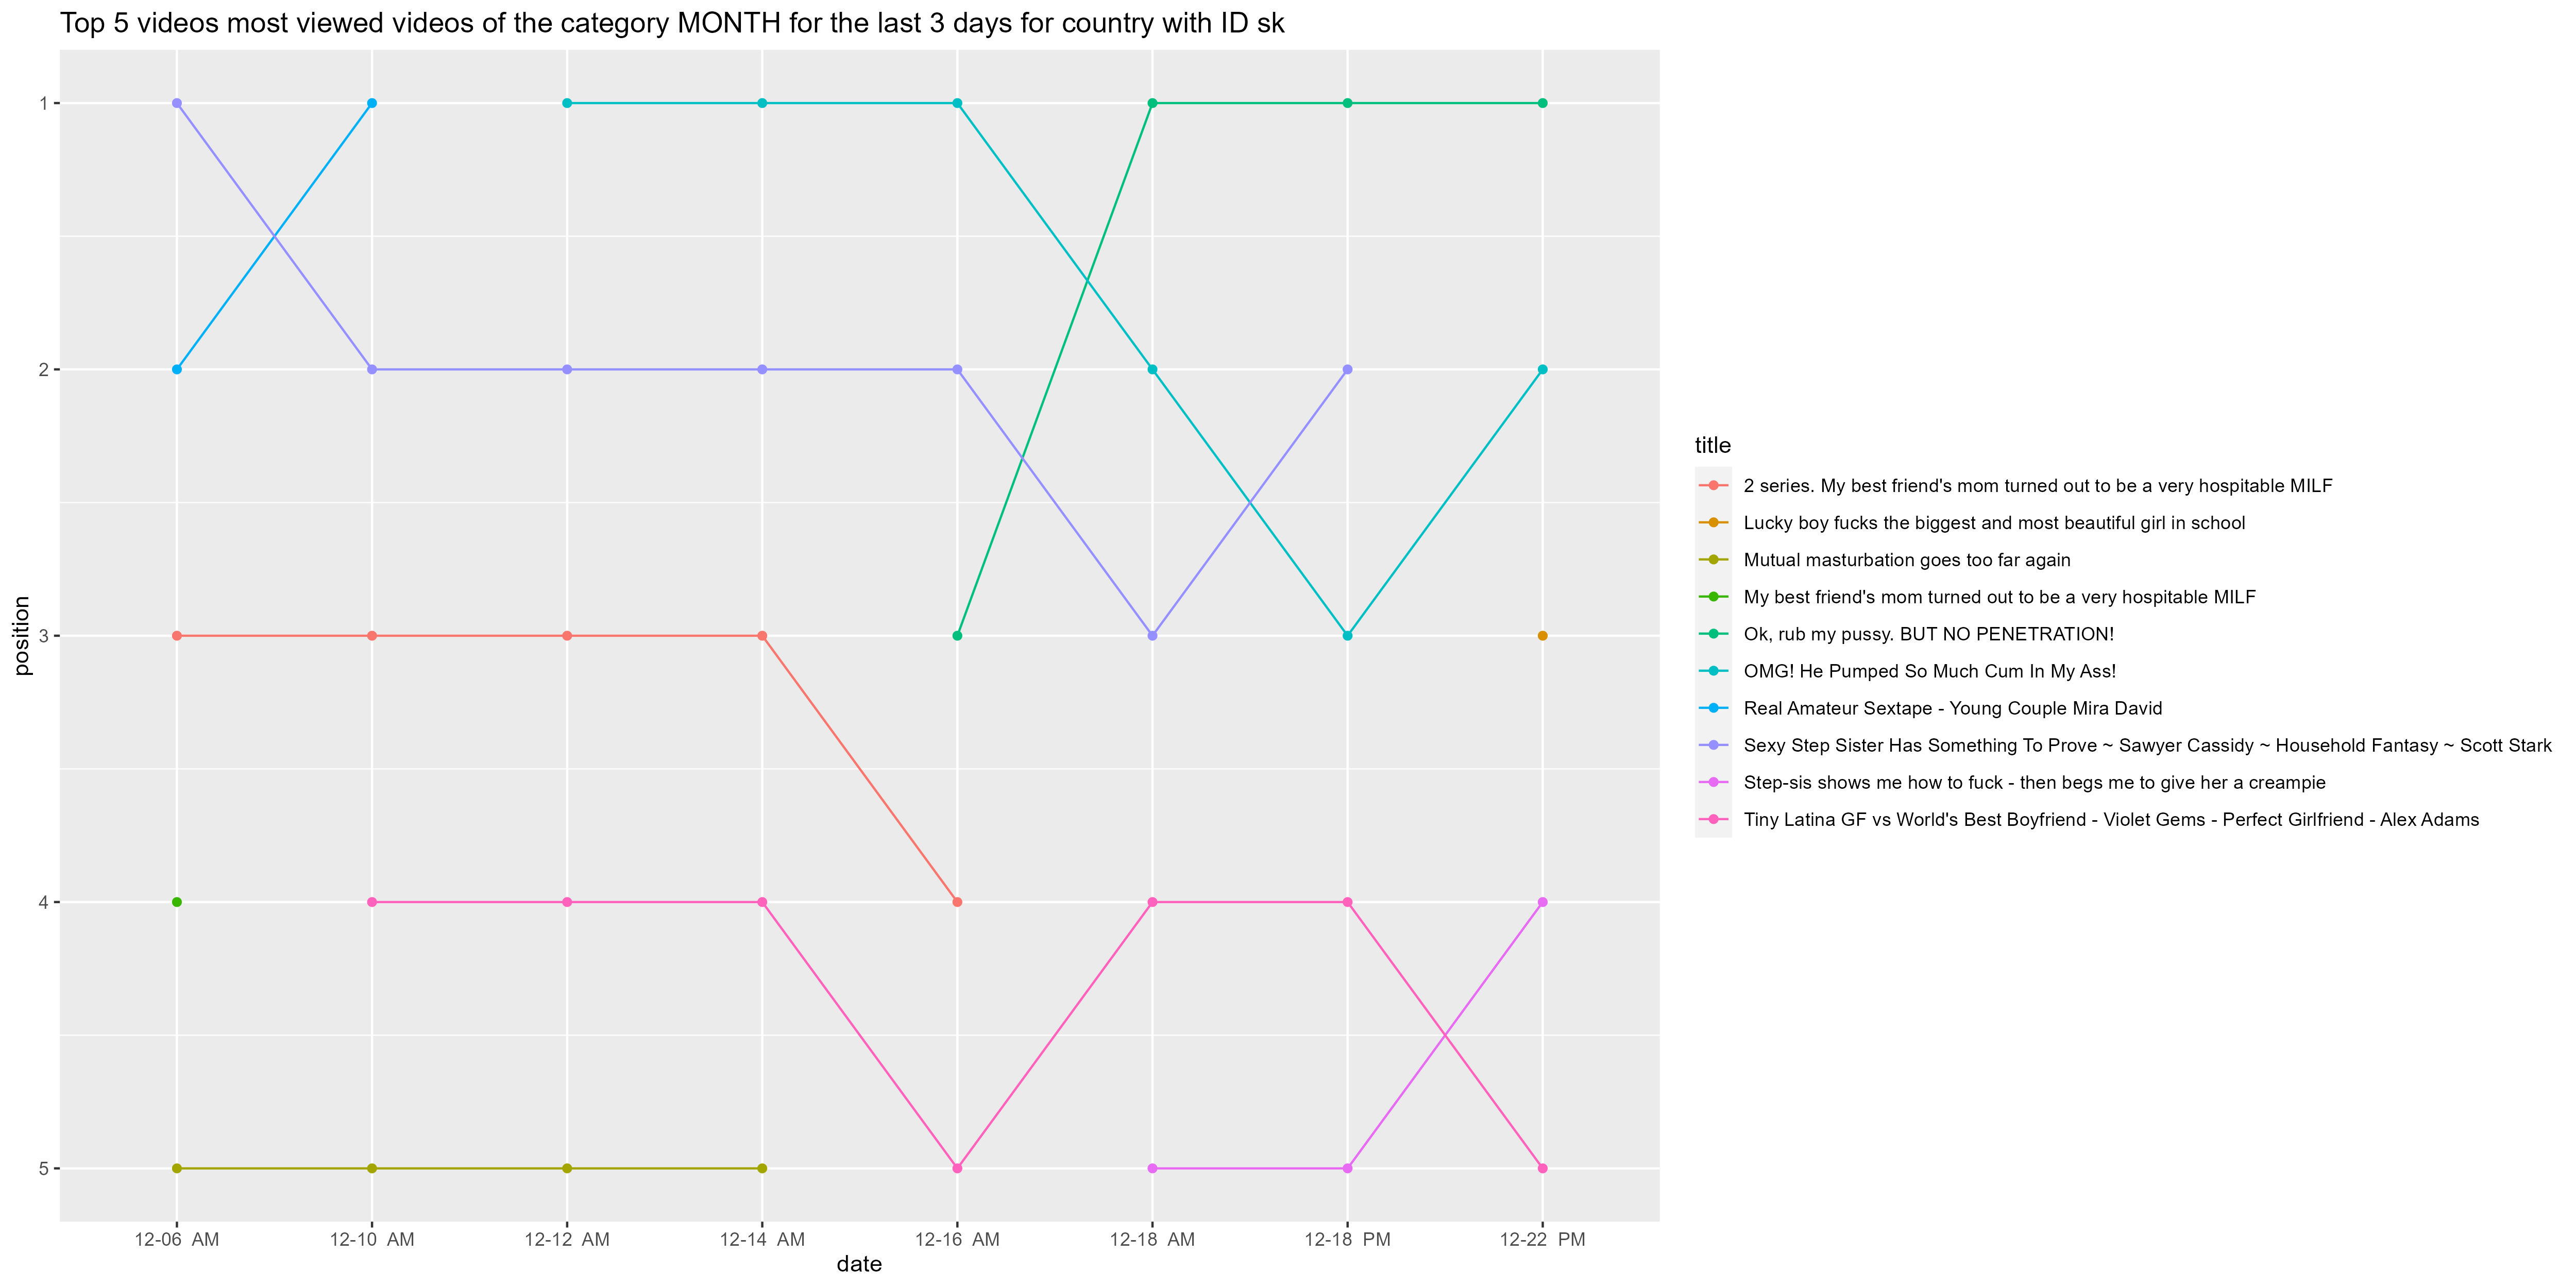 Top 5 videos most viewed videos of the category MONTH for the last 3 days for country with ID sk
position
1
2
3
4
5
12-06 AM
12-10 AM
12-12 AM
12-14 AM
12-16 AM
12-18 AM
12-18 PM
12-22 PM
date
title
2 series. My best friend's mom turned out to be a very hospitable MILF
Lucky boy fucks the biggest and most beautiful girl in school
Mutual masturbation goes too far again
My best friend's mom turned out to be a very hospitable MILF
Ok, rub my pussy. BUT NO PENETRATION!
OMG! He Pumped So Much Cum In My Ass!
Real Amateur Sextape - Young Couple Mira David
Sexy Step Sister Has Something To Prove ~ Sawyer Cassidy ~ Household Fantasy ~ Scott Stark
Step-sis shows me how to fuck - then begs me to give her a creampie
Tiny Latina GF vs World's Best Boyfriend - Violet Gems - Perfect Girlfriend - Alex Adams